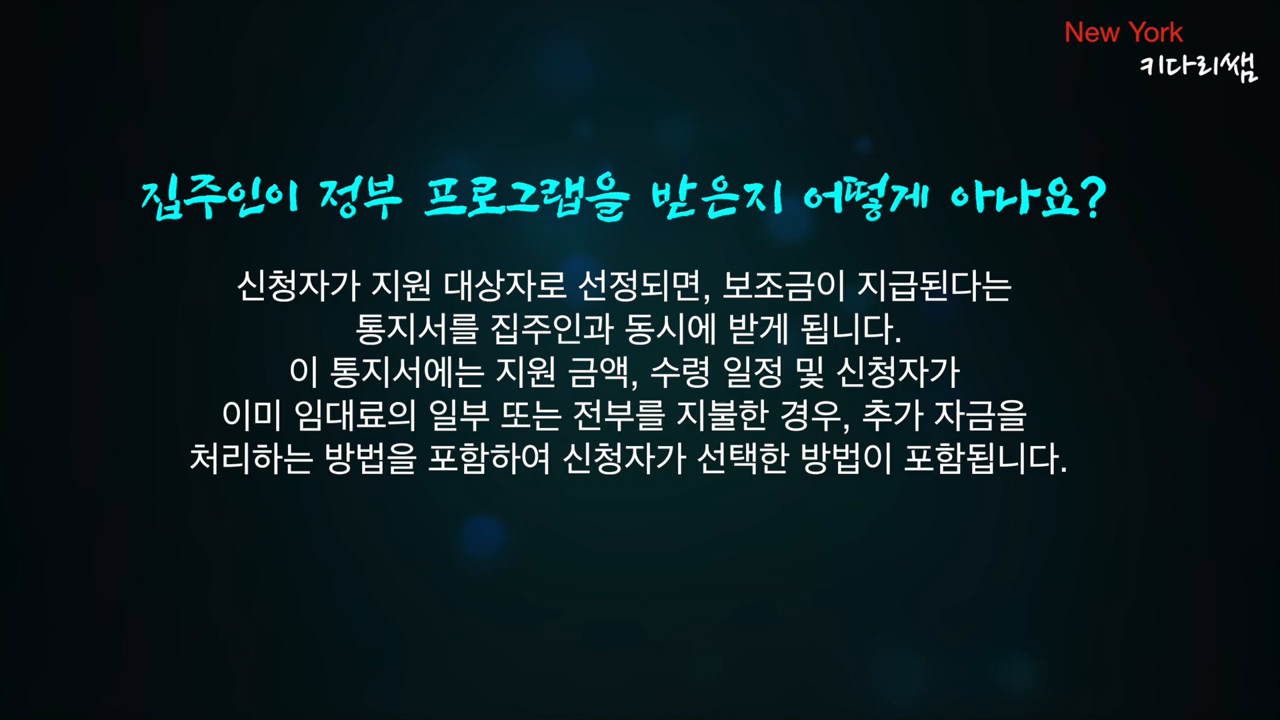 New York
키다리쌤
집주인이 정부 프로그랩을 받은지 어떻게 아나요?
신청자가 지원 대상자로 선정되면, 보조금이 지급된다는
통지서를 집주인과 동시에 받게 됩니다.
이 통지서에는 지원 금액, 수령 일정 및 신청자가
이미 임대료의 일부 또는 전부를 지불한 경우, 추가 자금을
처리하는 방법을 포함하여 신청자가 선택한 방법이 포함됩니다.